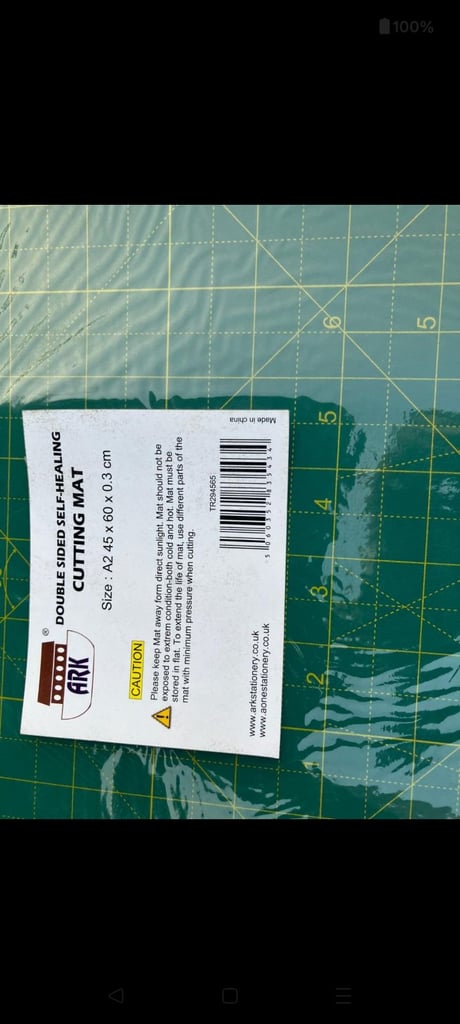 100%
ARK®
DOUBLE SIDED SELF-HEALING
CUTTING MAT
Size : A2 45 x 60 x 0.3 cm
CAUTION
Please keep Mat away form direct sunlight. Mat should not be
exposed to extrem condition-both cold and hot. Mat must be
stored in flat. To extend the life of mat, use different parts of the
mat with minimum pressure when cutting.
www.arkstationery.co.uk
www.aonestationery.co.uk
TR294565
Made in china
1
2
3
4
5
6
5